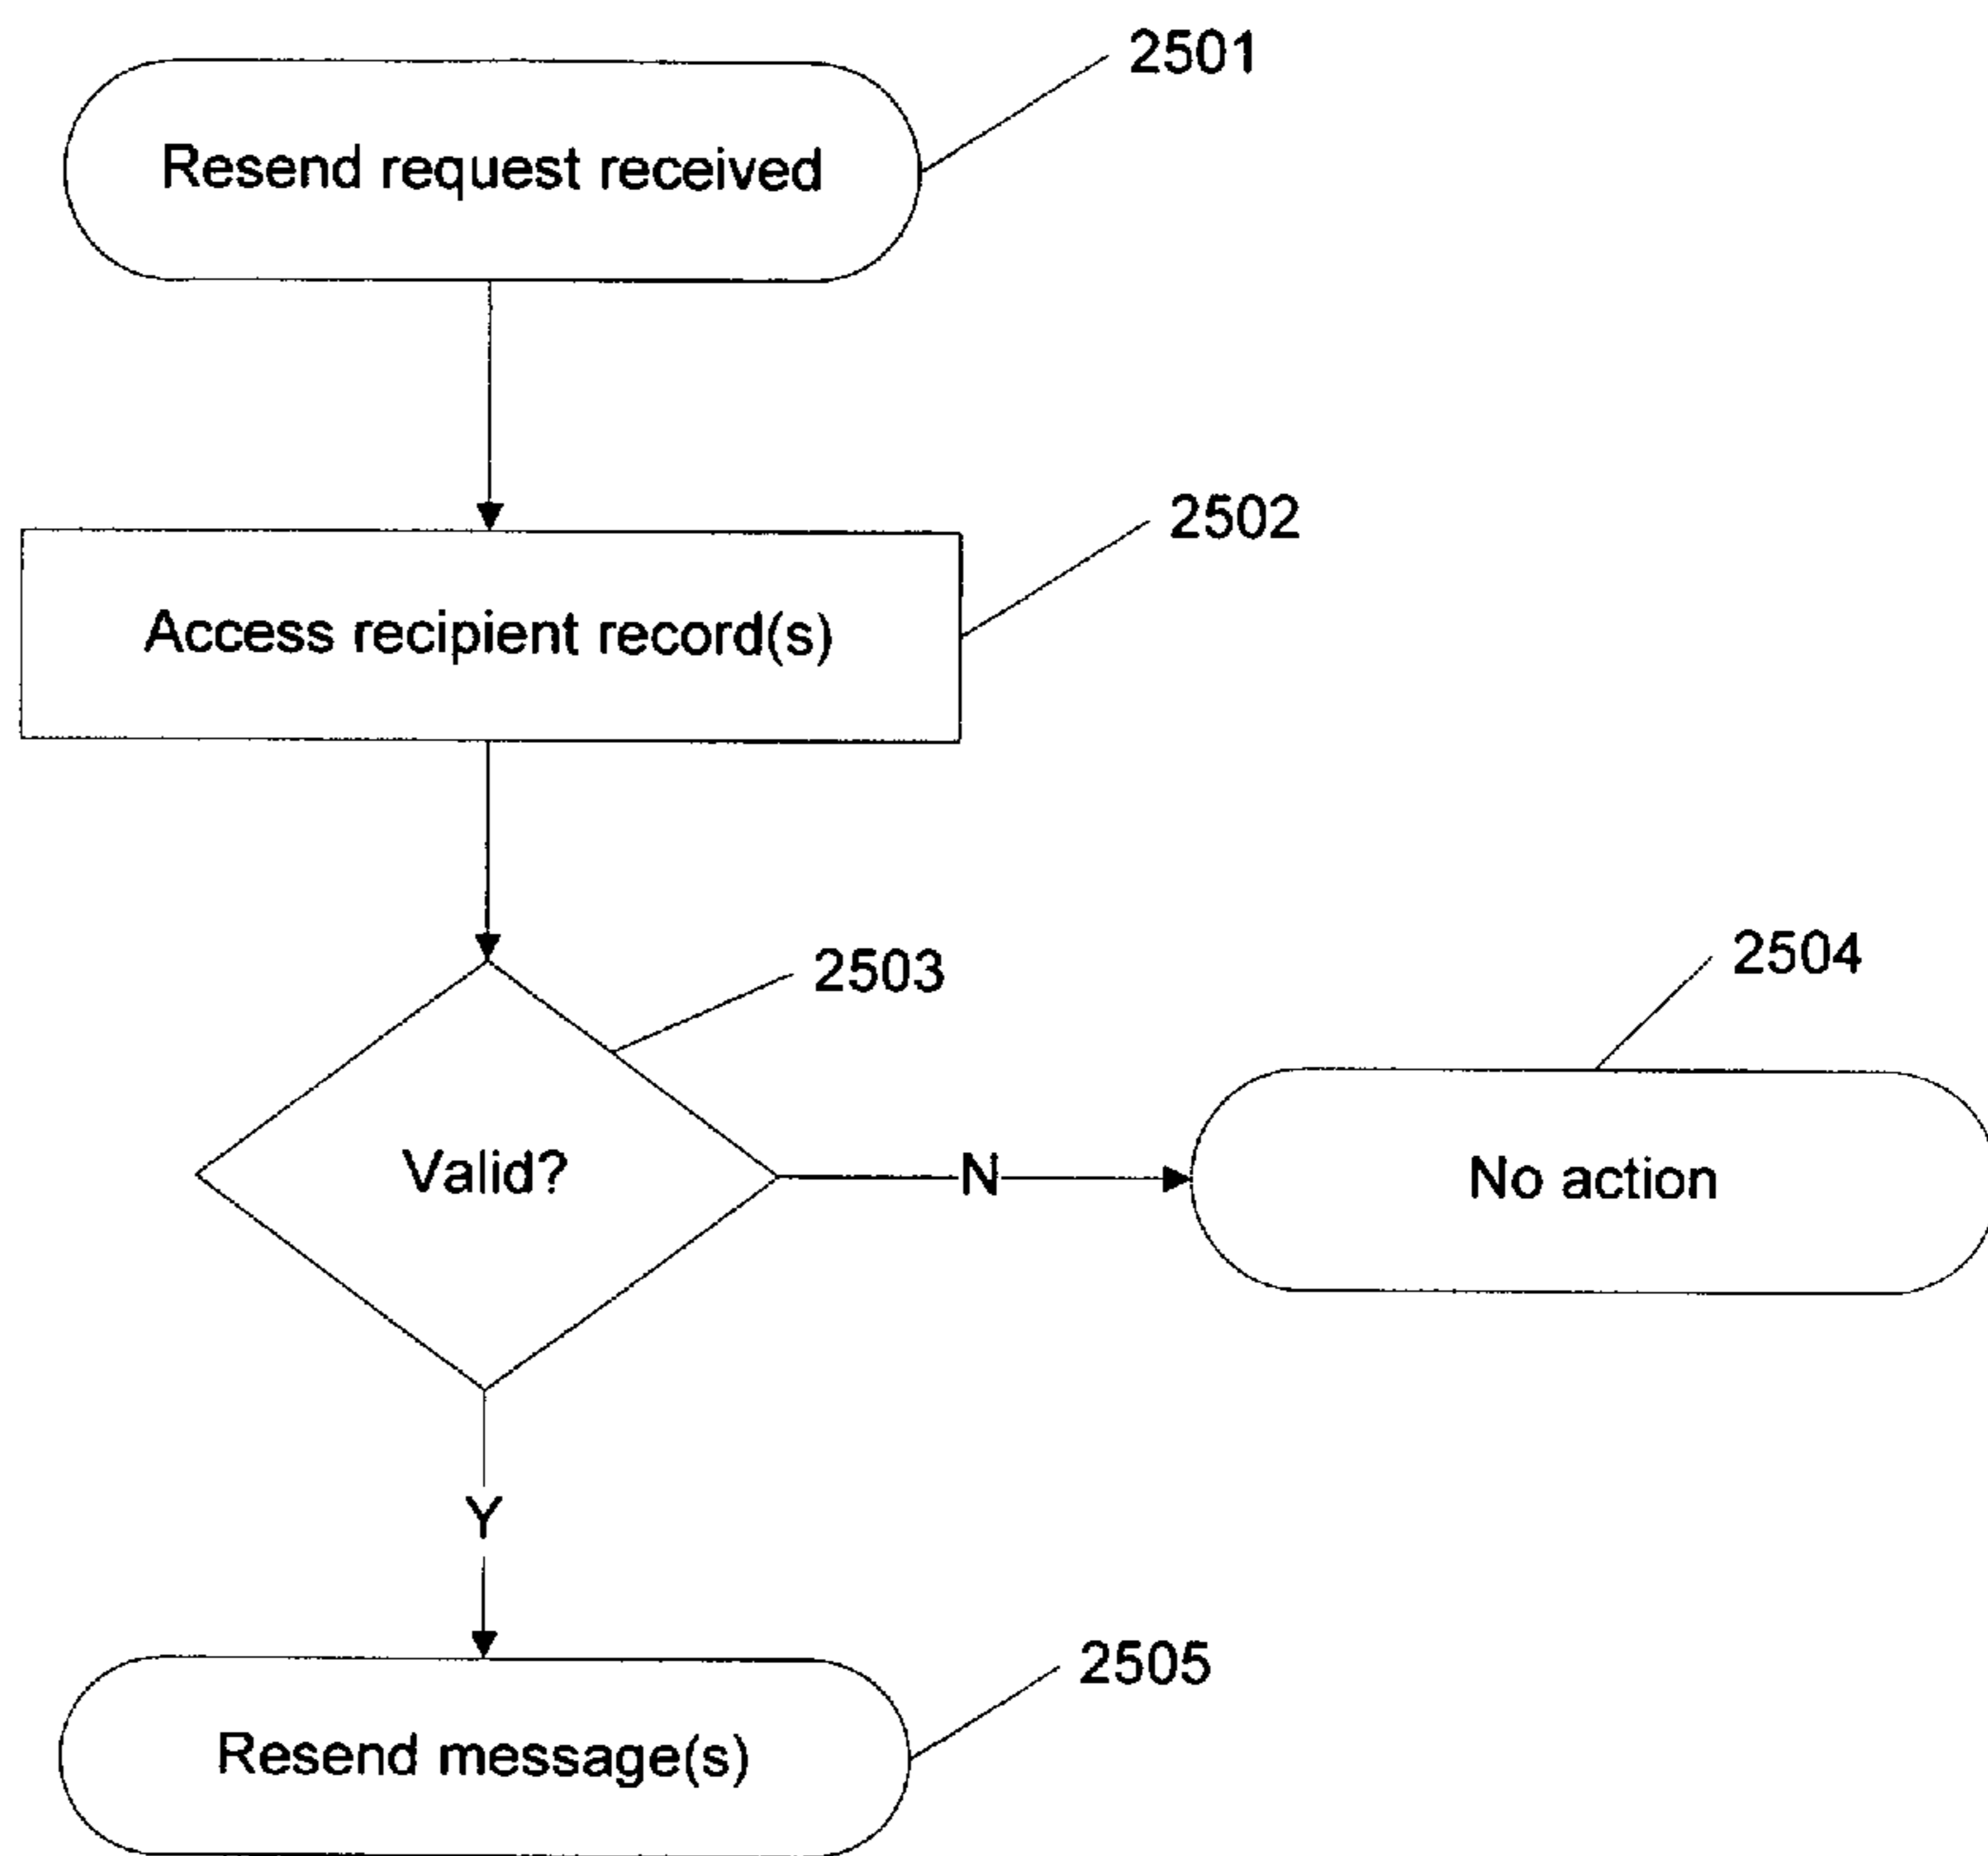 2501
Resend request received
2502
Access recipient record(s)
2503
2504
Valid?
N
No action
Y
2505
Resend message(s)